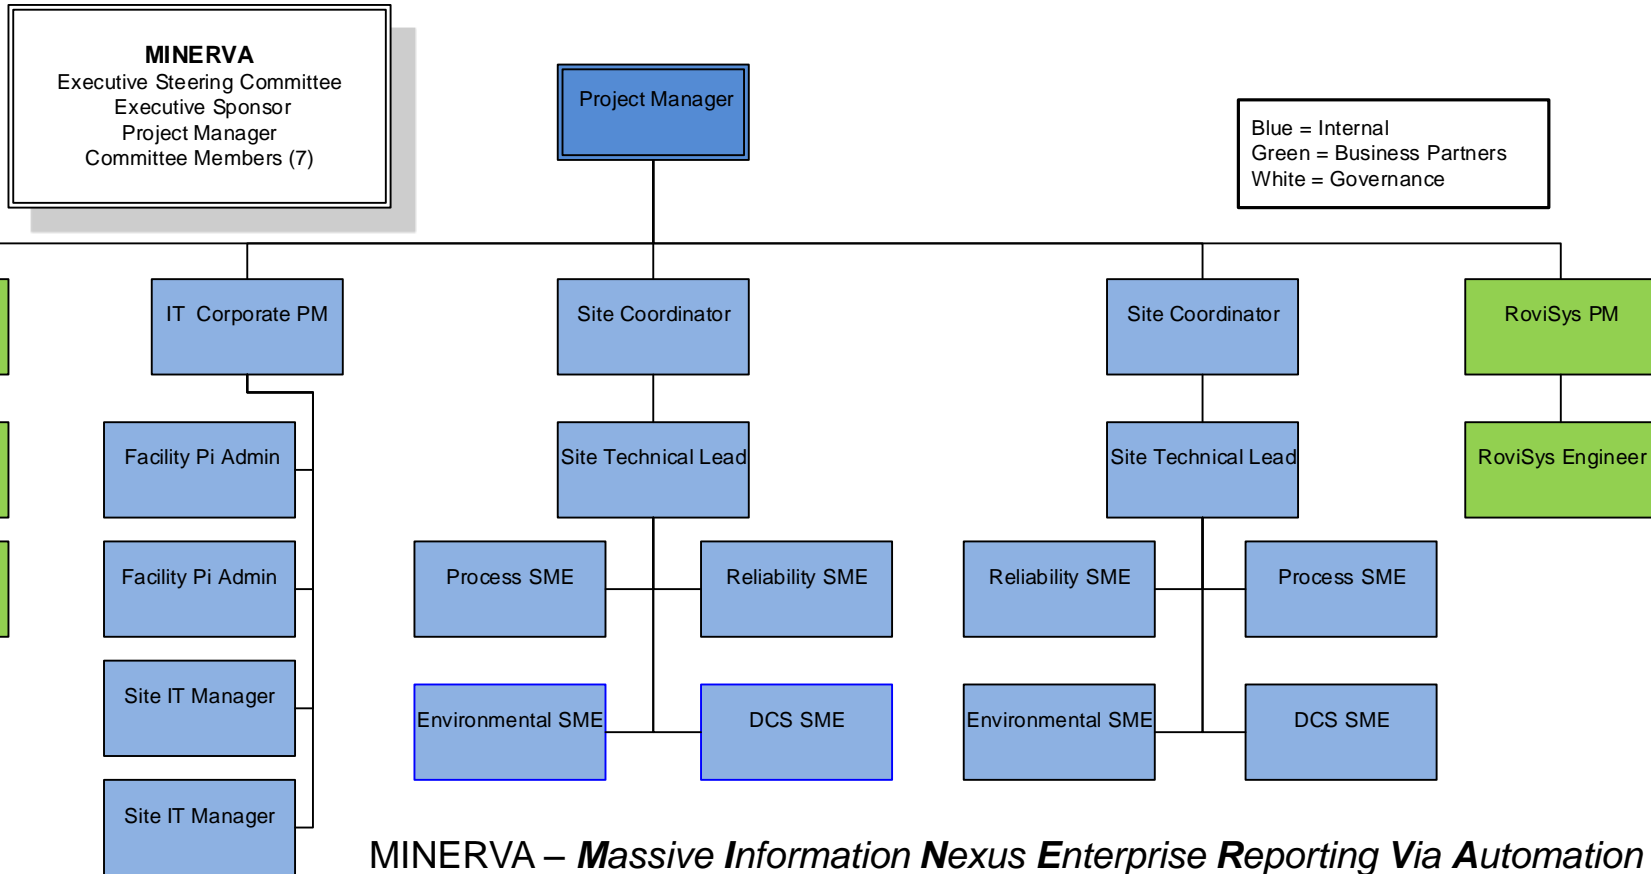 MINERVA
Executive Steering Committee
Executive Sponsor
Project Manager
Committee Members (7)
Project Manager
Blue = Internal
Green = Business Partners
White = Governance
IT  Corporate PM
Site Coordinator
Site Coordinator
RoviSys PM
Facility Pi Admin
Site Technical Lead
Site Technical Lead
RoviSys Engineer
Facility Pi Admin
Process SME
Reliability SME
Reliability SME
Process SME
Site IT Manager
Environmental SME
DCS SME
Environmental SME
DCS SME
Site IT Manager
MINERVA – Massive Information Nexus Enterprise Reporting Via Automation